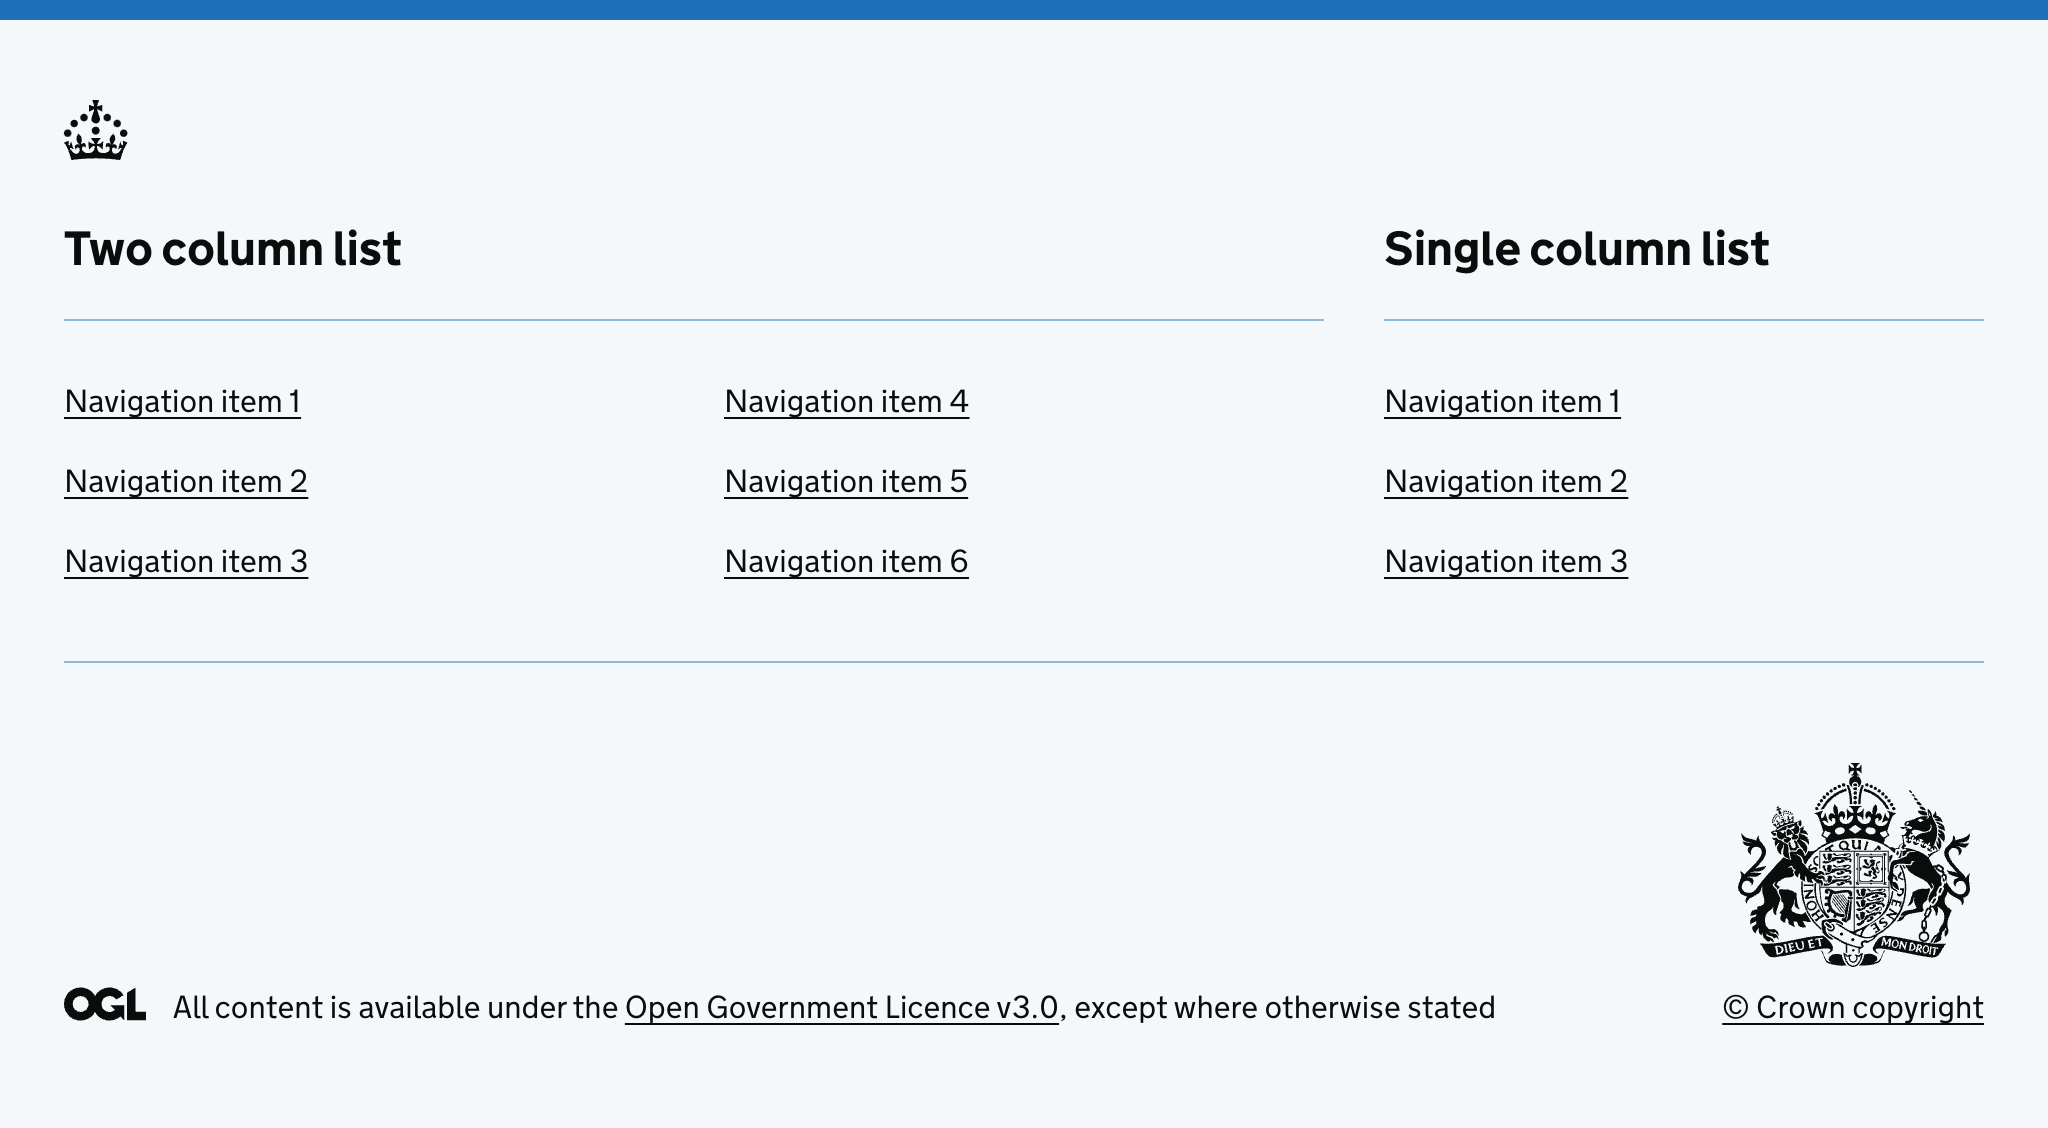 Two column list
Navigation item 1
Navigation item 2
Navigation item 3
Navigation item 4
Navigation item 5
Navigation item 6
Single column list
Navigation item 1
Navigation item 2
Navigation item 3
QUI
HONI
PENSE
DIEU ET
MON DROIT
OGL All content is available under the Open Government Licence v3.0, except where otherwise stated
© Crown copyright